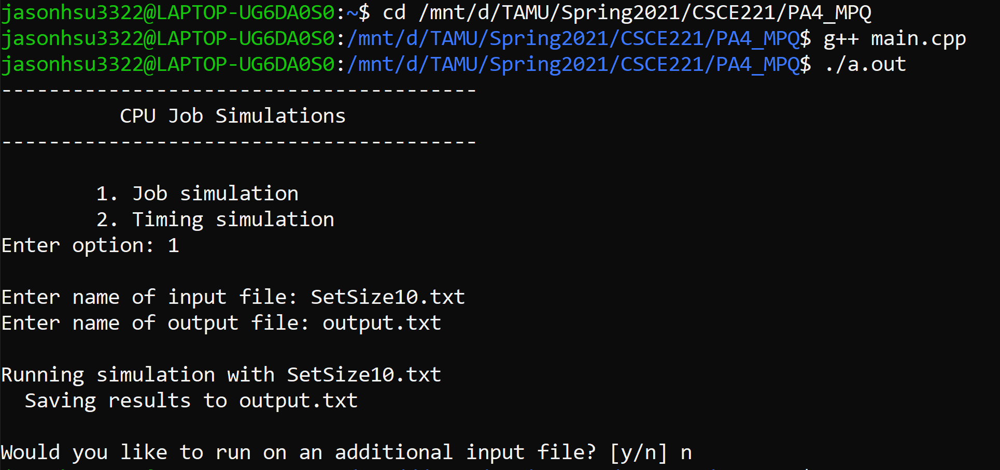 jasonhsu3322@LAPTOP-UG6DA0S0:~$ cd /mnt/d/TAMU/Spring2021/CSCE221/PA4_MPQ
jasonhsu3322@LAPTOP-UG6DA0S0:/mnt/d/TAMU/Spring2021/CSCE221/PA4_MPQ$ g++ main.cpp
jasonhsu3322@LAPTOP-UG6DA0S0:/mnt/d/TAMU/Spring2021/CSCE221/PA4_MPQ$ ./a.out
----------------------------------------
CPU Job Simulations
----------------------------------------
1. Job simulation
2. Timing simulation
Enter option: 1
Enter name of input file: SetSize10.txt
Enter name of output file: output.txt
Running simulation with SetSize10.txt
Saving results to output.txt
Would you like to run on an additional input file? [y/n] n